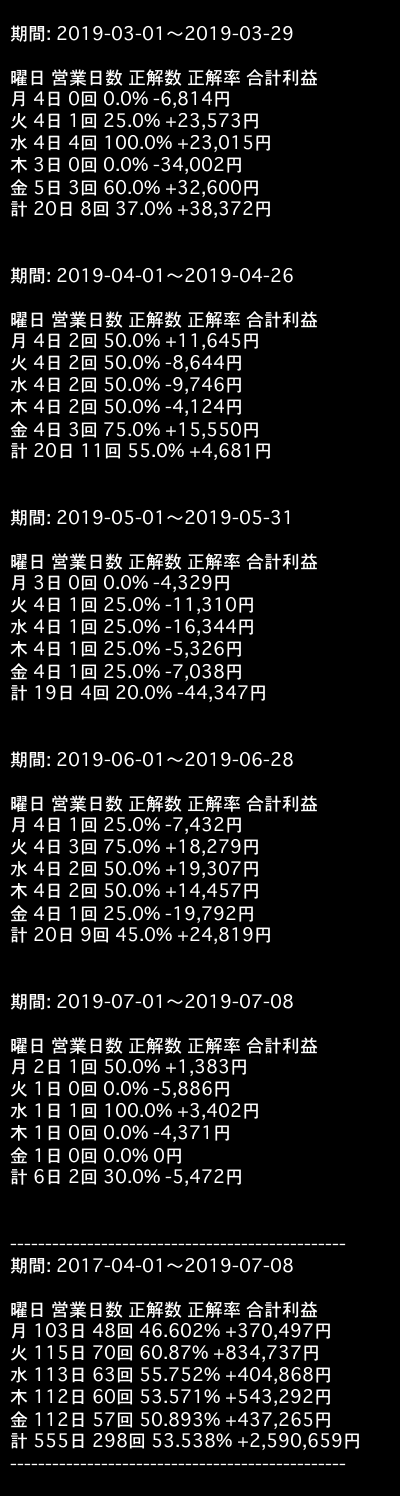 期間: 2019-03-01〜2019-03-29
曜日 営業日数 正解数 正解率 合計利益
月 4日 0回 0.0% -6,814円
火 4日 1回 25.0% +23,573円
水 4日 4回 100.0% +23,015円
木 3日 0回 0.0% -34,002円
金 5日 3回 60.0% +32,600円
計 20日 8回 37.0% +38,372円
期間: 2019-04-01〜2019-04-26
曜日 営業日数 正解数 正解率 合計利益
月 4日 2回 50.0% +11,645円
火 4日 2回 50.0% -8,644円
水 4日 2回 50.0% -9,746円
木 4日 2回 50.0% -4,124円
金 4日 3回 75.0% +15,550円
計 20日 11回 55.0% +4,681円
期間: 2019-05-01〜2019-05-31
曜日 営業日数 正解数 正解率 合計利益
月 3日 0回 0.0% -4,329円
火 4日 1回 25.0% -11,310円
水 4日 1回 25.0% -16,344円
木 4日 1回 25.0% -5,326円
金 4日 1回 25.0% -7,038円
計 19日 4回 20.0% -44,347円
期間: 2019-06-01〜2019-06-28
曜日 営業日数 正解数 正解率 合計利益
月 4日 1回 25.0% -7,432円
火 4日 3回 75.0% +18,279円
水 4日 2回 50.0% +19,307円
木 4日 2回 50.0% +14,457円
金 4日 1回 25.0% -19,792円
計 20日 9回 45.0% +24,819円
期間: 2019-07-01〜2019-07-08
曜日 営業日数 正解数 正解率 合計利益
月 2日 1回 50.0% +1,383円
火 1日 0回 0.0% -5,886円
水 1日 1回 100.0% +3,402円
木 1日 0回 0.0% -4,371円
金 1日 0回 0.0% 0円
計 6日 2回 30.0% -5,472円
------------------------------------------------
期間: 2017-04-01〜2019-07-08
曜日 営業日数 正解数 正解率 合計利益
月 103日 48回 46.602% +370,497円
火 115日 70回 60.87% +834,737円
水 113日 63回 55.752% +404,868円
木 112日 60回 53.571% +543,292円
金 112日 57回 50.893% +437,265円
計 555日 298回 53.538% +2,590,659円
------------------------------------------------